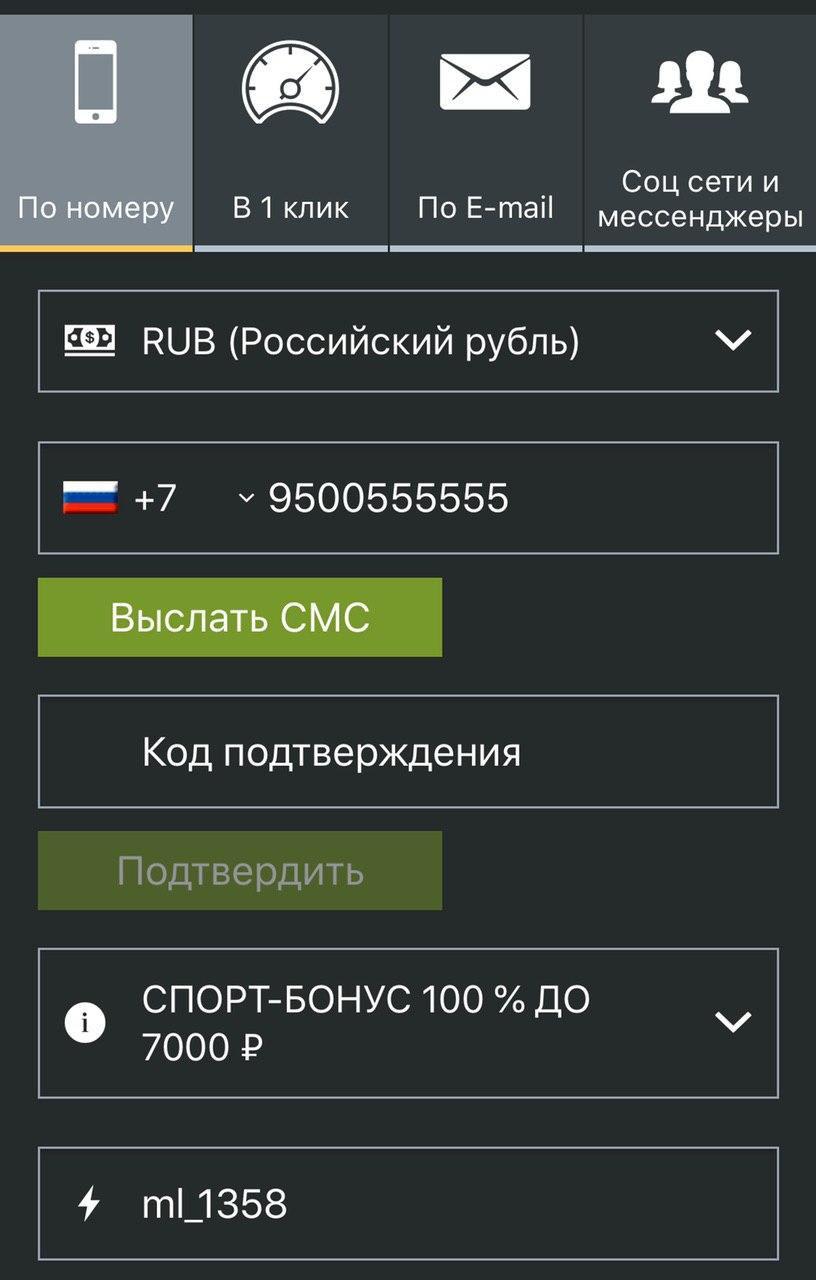 По номеру
В 1 клик
По E-mail
Соц сети и
мессенджеры
RUB (Российский рубль)
+7 9500555555
Выслать СМС
Код подтверждения
Подтвердить
СПОРТ-БОНУС 100 % ДО
7000 ₽
ml_1358